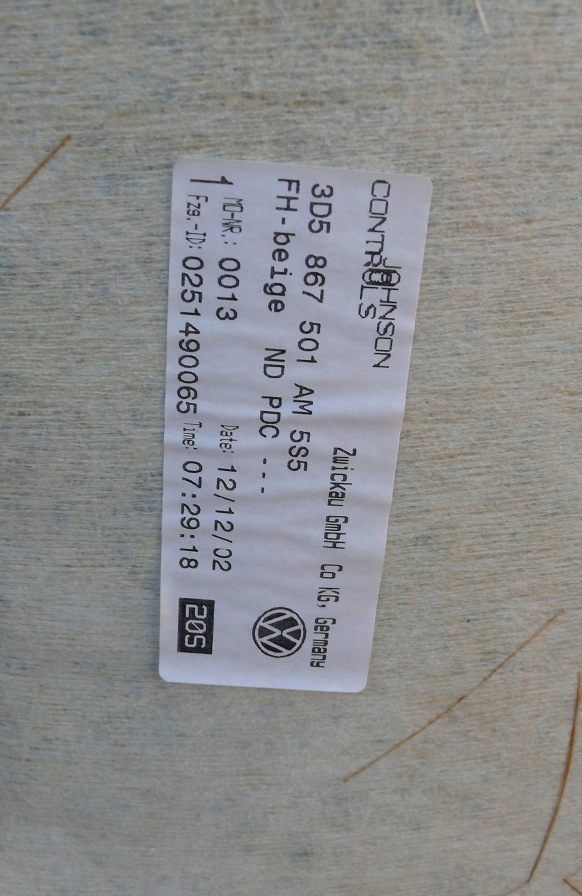 JOHNSON
CONTROLS
Zwickau GmbH Co KG, Germany
3D5 867 501 AM 5S5
FH-beige ND PDC ---
MO-NR.: 0013 Date: 12/12/02
1 Fzg.-ID: 0251490065 Time: 07:29:18 205